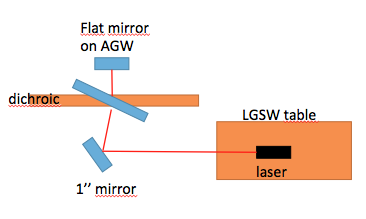 Flat mirror
on AGW
dichroic
LGSW table
laser
1’’ mirror